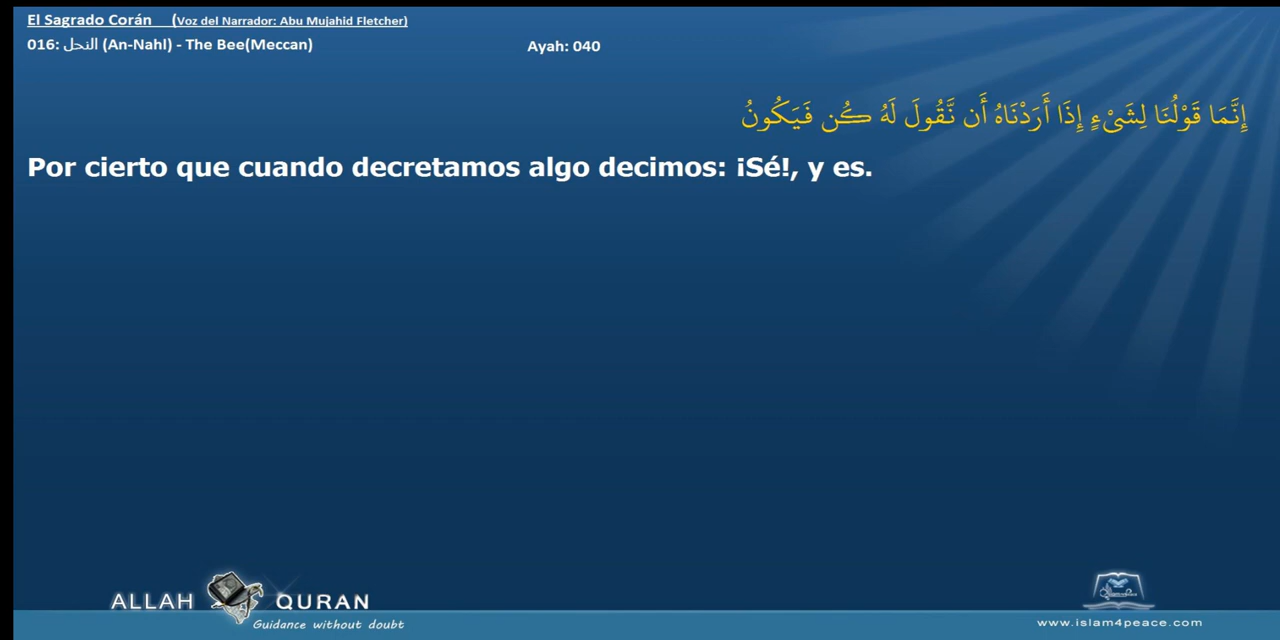 El Sagrado Corán (Voz del Narrador: Abu Mujahid Fletcher)
016: النحل (An-Nahl) - The Bee(Meccan) Ayah: 040
إِنَّمَا قَوْلُنَا لِشَيْءٍ إِذَا أَرَدْنَاهُ أَن نَّقُولَ لَهُ كُن فَيَكُونُ
Por cierto que cuando decretamos algo decimos: ¡Sé!, y es.
ALLAH QURAN
Guidance without doubt
www.islam4peace.com